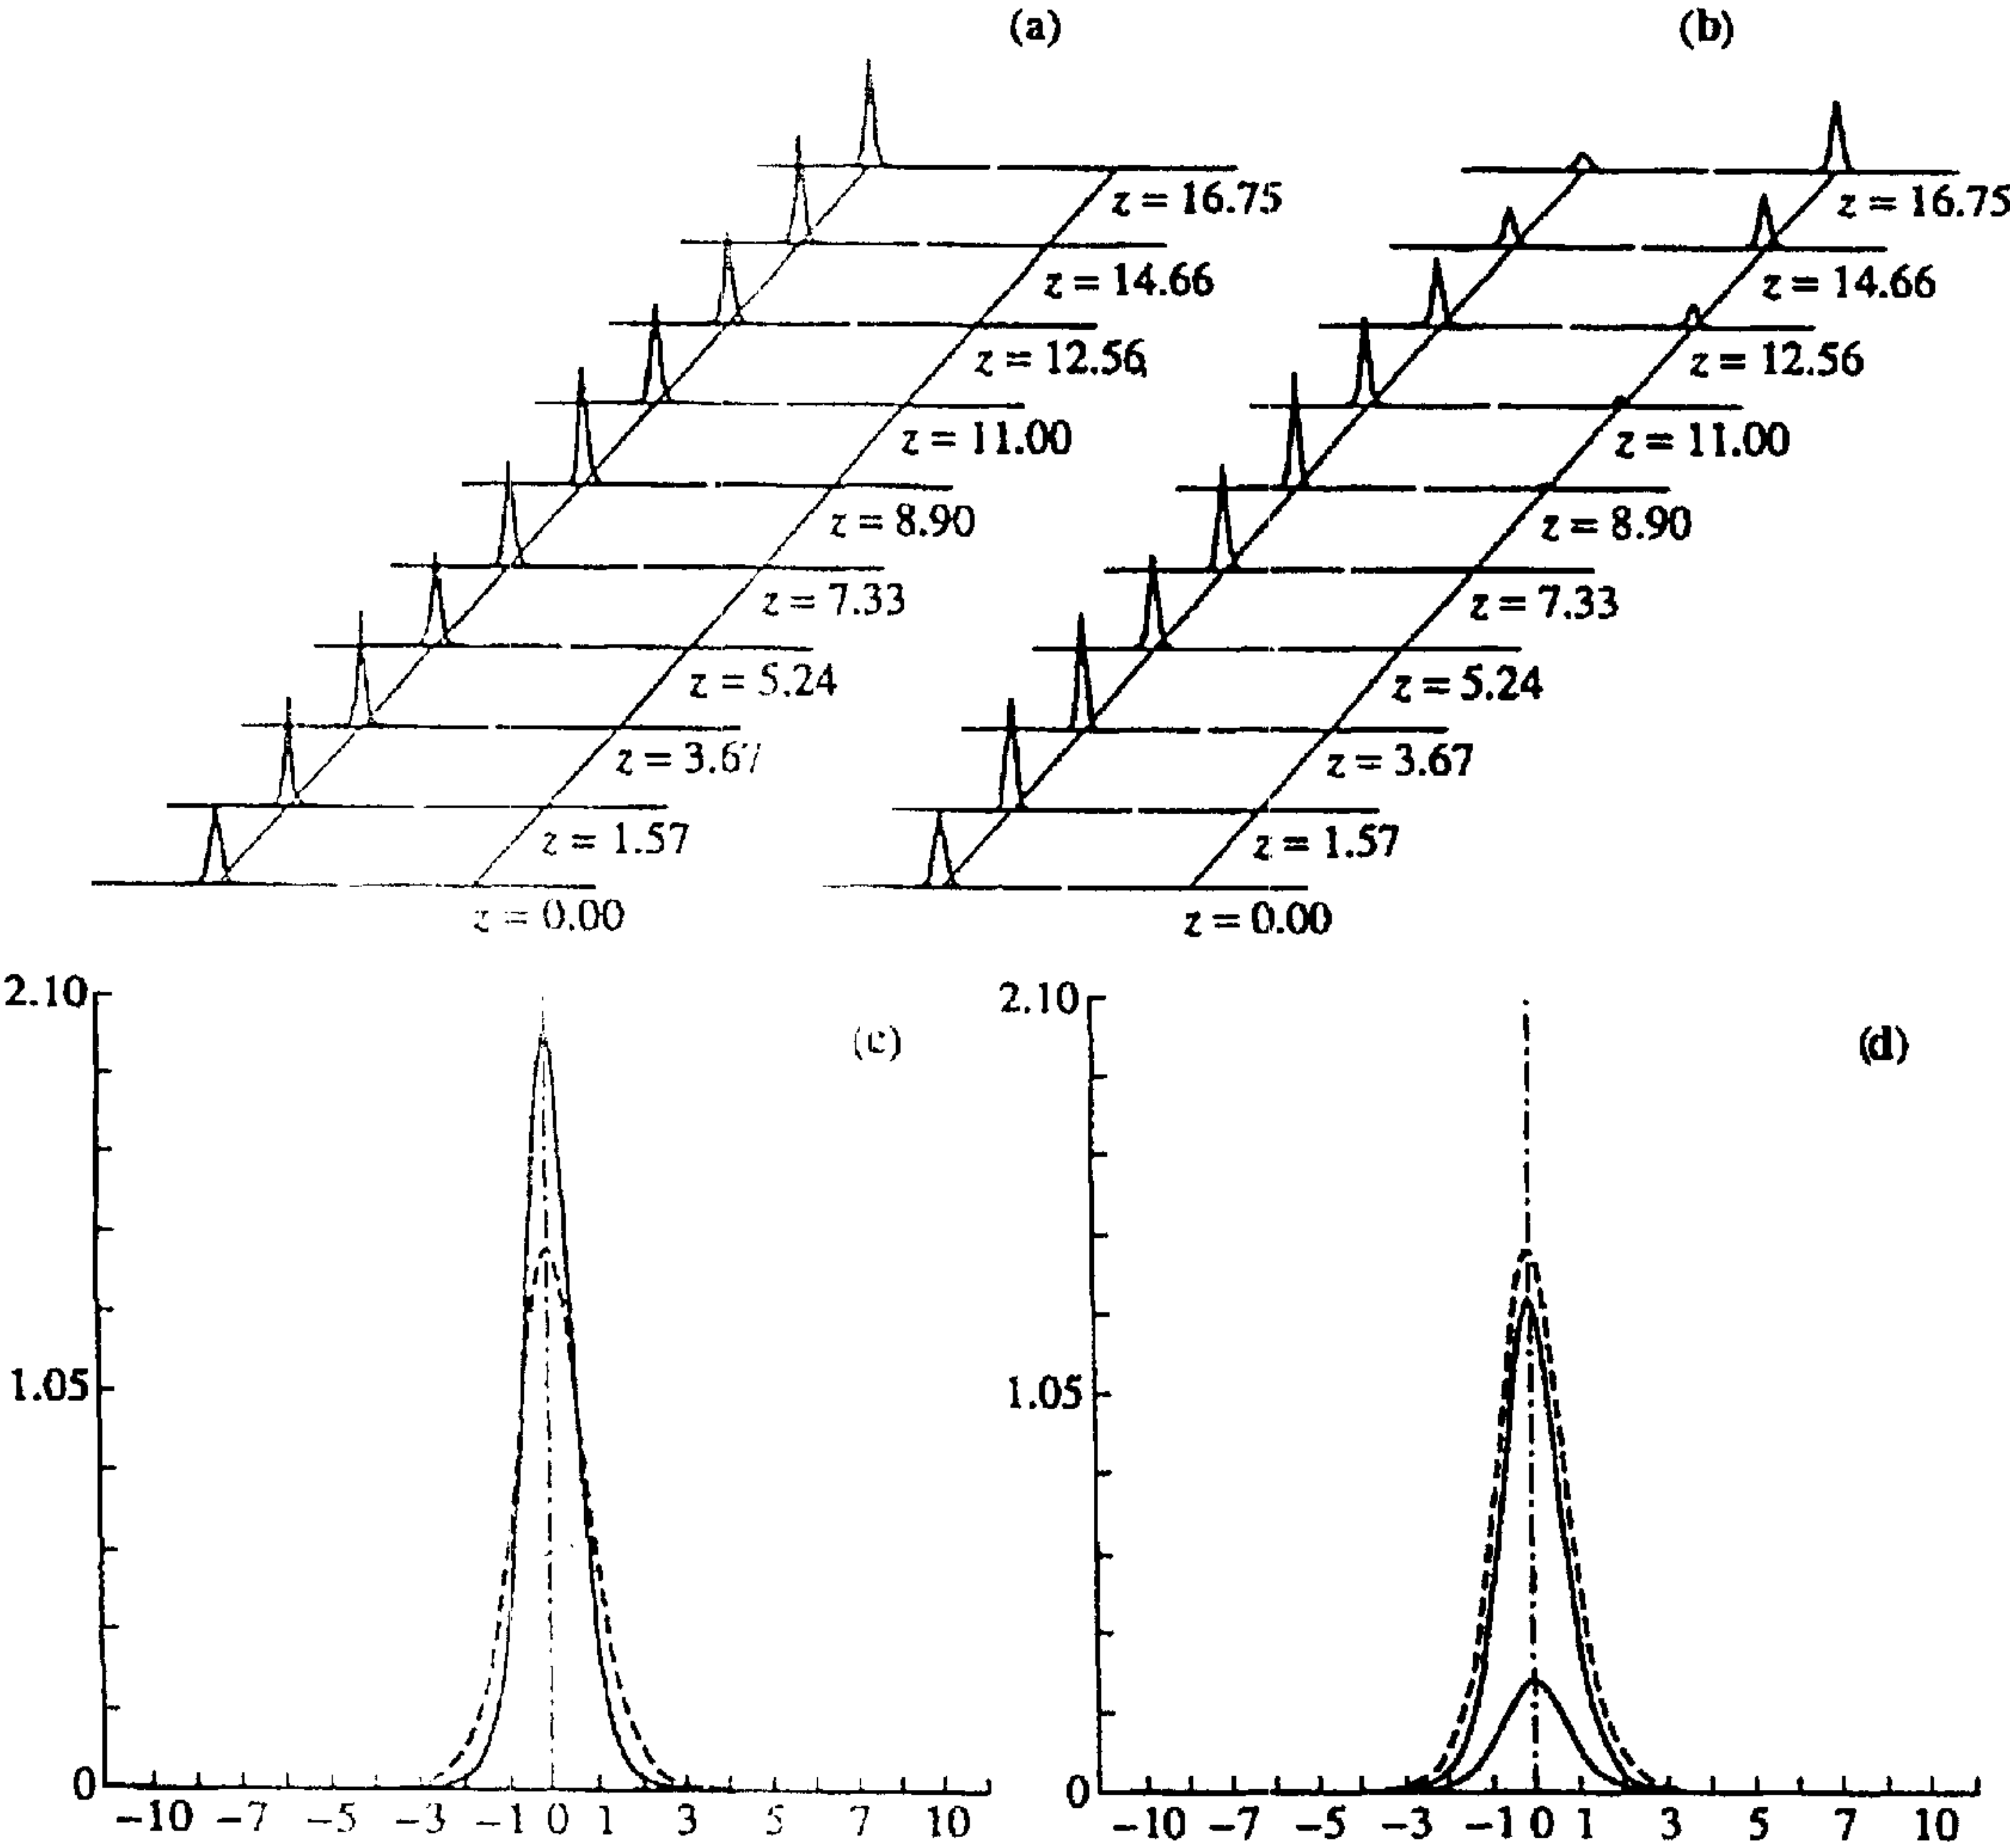 (a)
(b)
z = 16.75
z = 16.75
z = 14.66
z = 14.66
z = 12.56
z = 12.56
z = 11.00
z = 11.00
z = 8.90
z = 8.90
z = 7.33
z = 7.33
z = 5.24
z = 5.24
z = 3.67
z = 3.67
z = 1.57
z = 1.57
z = 0.00
z = 0.00
2.10
(c)
1.05
0
−10 −7 −5 −3 −1 0 1 3 5 7 10
2.10
(d)
1.05
0
−10 −7 −5 −3 −1 0 1 3 5 7 10